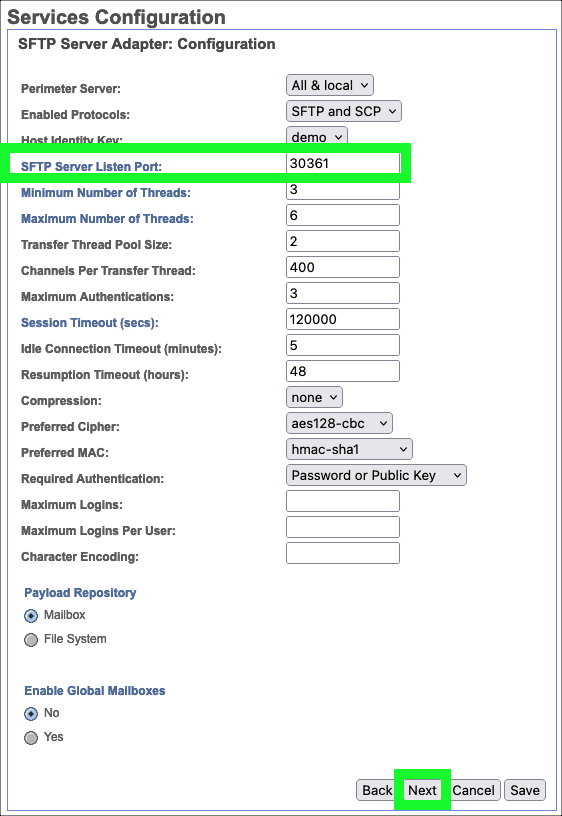 Services Configuration
SFTP Server Adapter: Configuration
Perimeter Server: All & local
Enabled Protocols: SFTP and SCP
Host Identity Key: demo
SFTP Server Listen Port: 30361
Minimum Number of Threads: 3
Maximum Number of Threads: 6
Transfer Thread Pool Size: 2
Channels Per Transfer Thread: 400
Maximum Authentications: 3
Session Timeout (secs): 120000
Idle Connection Timeout (minutes): 5
Resumption Timeout (hours): 48
Compression: none
Preferred Cipher: aes128-cbc
Preferred MAC: hmac-sha1
Required Authentication: Password or Public Key
Maximum Logins:
Maximum Logins Per User:
Character Encoding:
Payload Repository
Mailbox
File System
Enable Global Mailboxes
No
Yes
Back Next Cancel Save